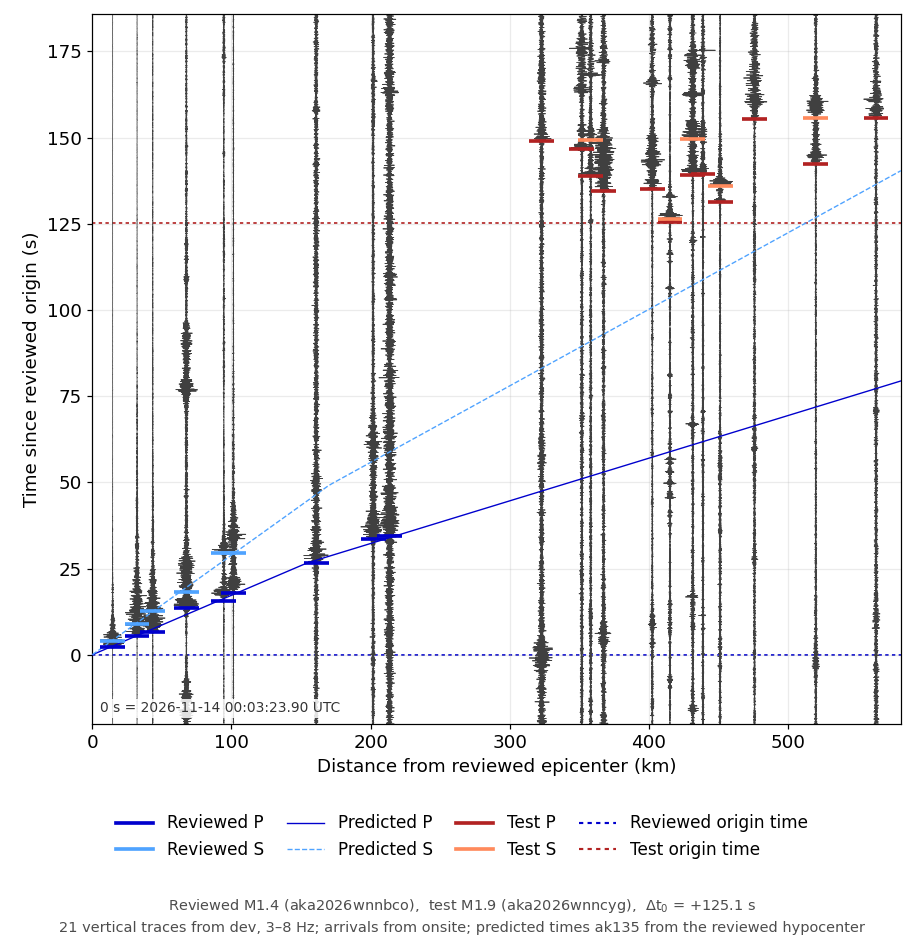 175
150
125
100
75
50
25
0
Time since reviewed origin (s)
0 s = 2026-11-14 00:03:23.90 UTC
0 100 200 300 400 500
Distance from reviewed epicenter (km)
Reviewed P Predicted P Test P Reviewed origin time
Reviewed S Predicted S Test S Test origin time
Reviewed M1.4 (aka2026wnnbco), test M1.9 (aka2026wnncyg), Δt₀ = +125.1 s
21 vertical traces from dev, 3–8 Hz; arrivals from onsite; predicted times ak135 from the reviewed hypocenter